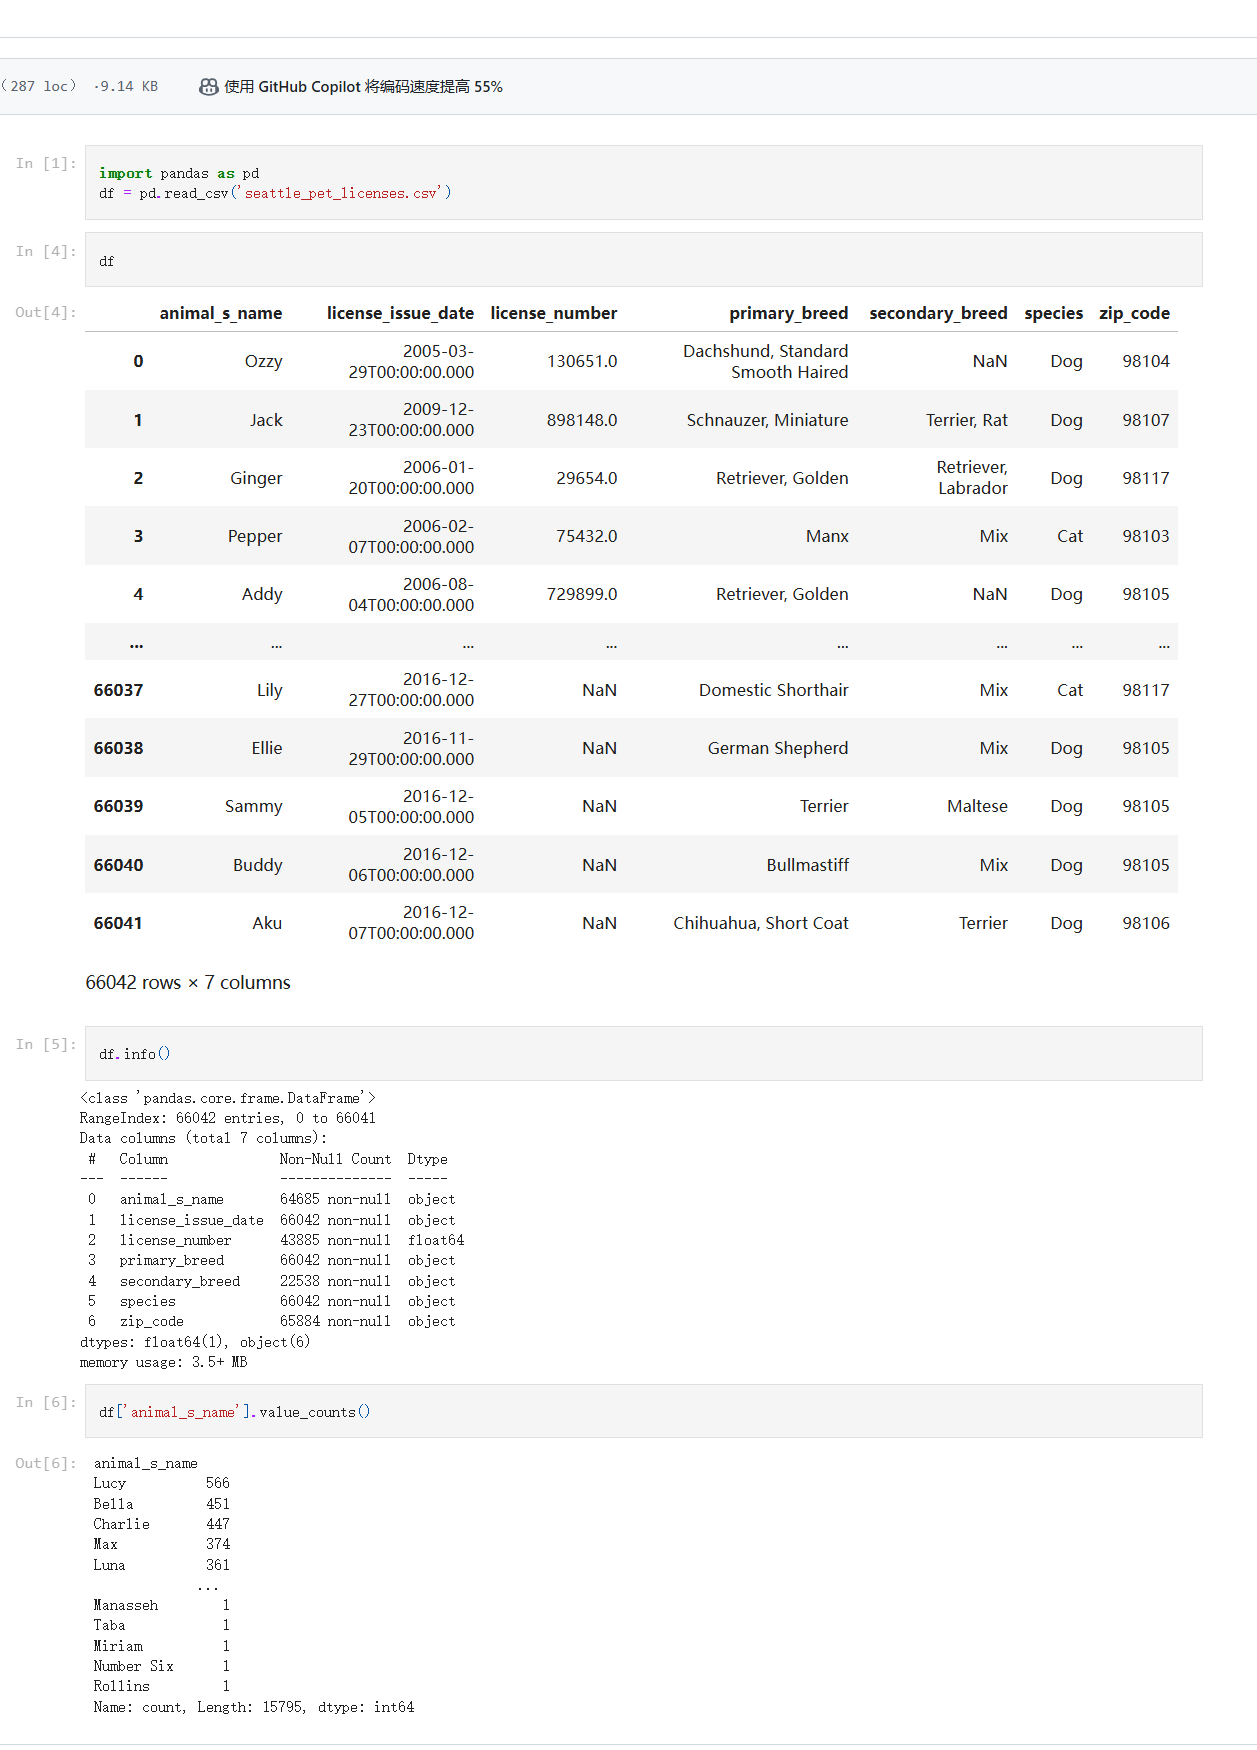 （287 loc） ·9.14 KB 使用 GitHub Copilot 将编码速度提高 55%
In [1]:
import pandas as pd
df = pd.read_csv('seattle_pet_licenses.csv')
In [4]:
df
Out[4]:
animal_s_name license_issue_date license_number primary_breed secondary_breed species zip_code
0 Ozzy 2005-03-29T00:00:00.000 130651.0 Dachshund, Standard Smooth Haired NaN Dog 98104
1 Jack 2009-12-23T00:00:00.000 898148.0 Schnauzer, Miniature Terrier, Rat Dog 98107
2 Ginger 2006-01-20T00:00:00.000 29654.0 Retriever, Golden Retriever, Labrador Dog 98117
3 Pepper 2006-02-07T00:00:00.000 75432.0 Manx Mix Cat 98103
4 Addy 2006-08-04T00:00:00.000 729899.0 Retriever, Golden NaN Dog 98105
... ... ... ... ... ... ... ...
66037 Lily 2016-12-27T00:00:00.000 NaN Domestic Shorthair Mix Cat 98117
66038 Ellie 2016-11-29T00:00:00.000 NaN German Shepherd Mix Dog 98105
66039 Sammy 2016-12-05T00:00:00.000 NaN Terrier Maltese Dog 98105
66040 Buddy 2016-12-06T00:00:00.000 NaN Bullmastiff Mix Dog 98105
66041 Aku 2016-12-07T00:00:00.000 NaN Chihuahua, Short Coat Terrier Dog 98106
66042 rows × 7 columns
In [5]:
df.info()
<class 'pandas.core.frame.DataFrame'>
RangeIndex: 66042 entries, 0 to 66041
Data columns (total 7 columns):
# Column Non-Null Count Dtype
--- ------ -------------- -----
0 animal_s_name 64685 non-null object
1 license_issue_date 66042 non-null object
2 license_number 43885 non-null float64
3 primary_breed 66042 non-null object
4 secondary_breed 22538 non-null object
5 species 66042 non-null object
6 zip_code 65884 non-null object
dtypes: float64(1), object(6)
memory usage: 3.5+ MB
In [6]:
df['animal_s_name'].value_counts()
Out[6]:
animal_s_name
Lucy 566
Bella 451
Charlie 447
Max 374
Luna 361
...
Manasseh 1
Taba 1
Miriam 1
Number Six 1
Rollins 1
Name: count, Length: 15795, dtype: int64